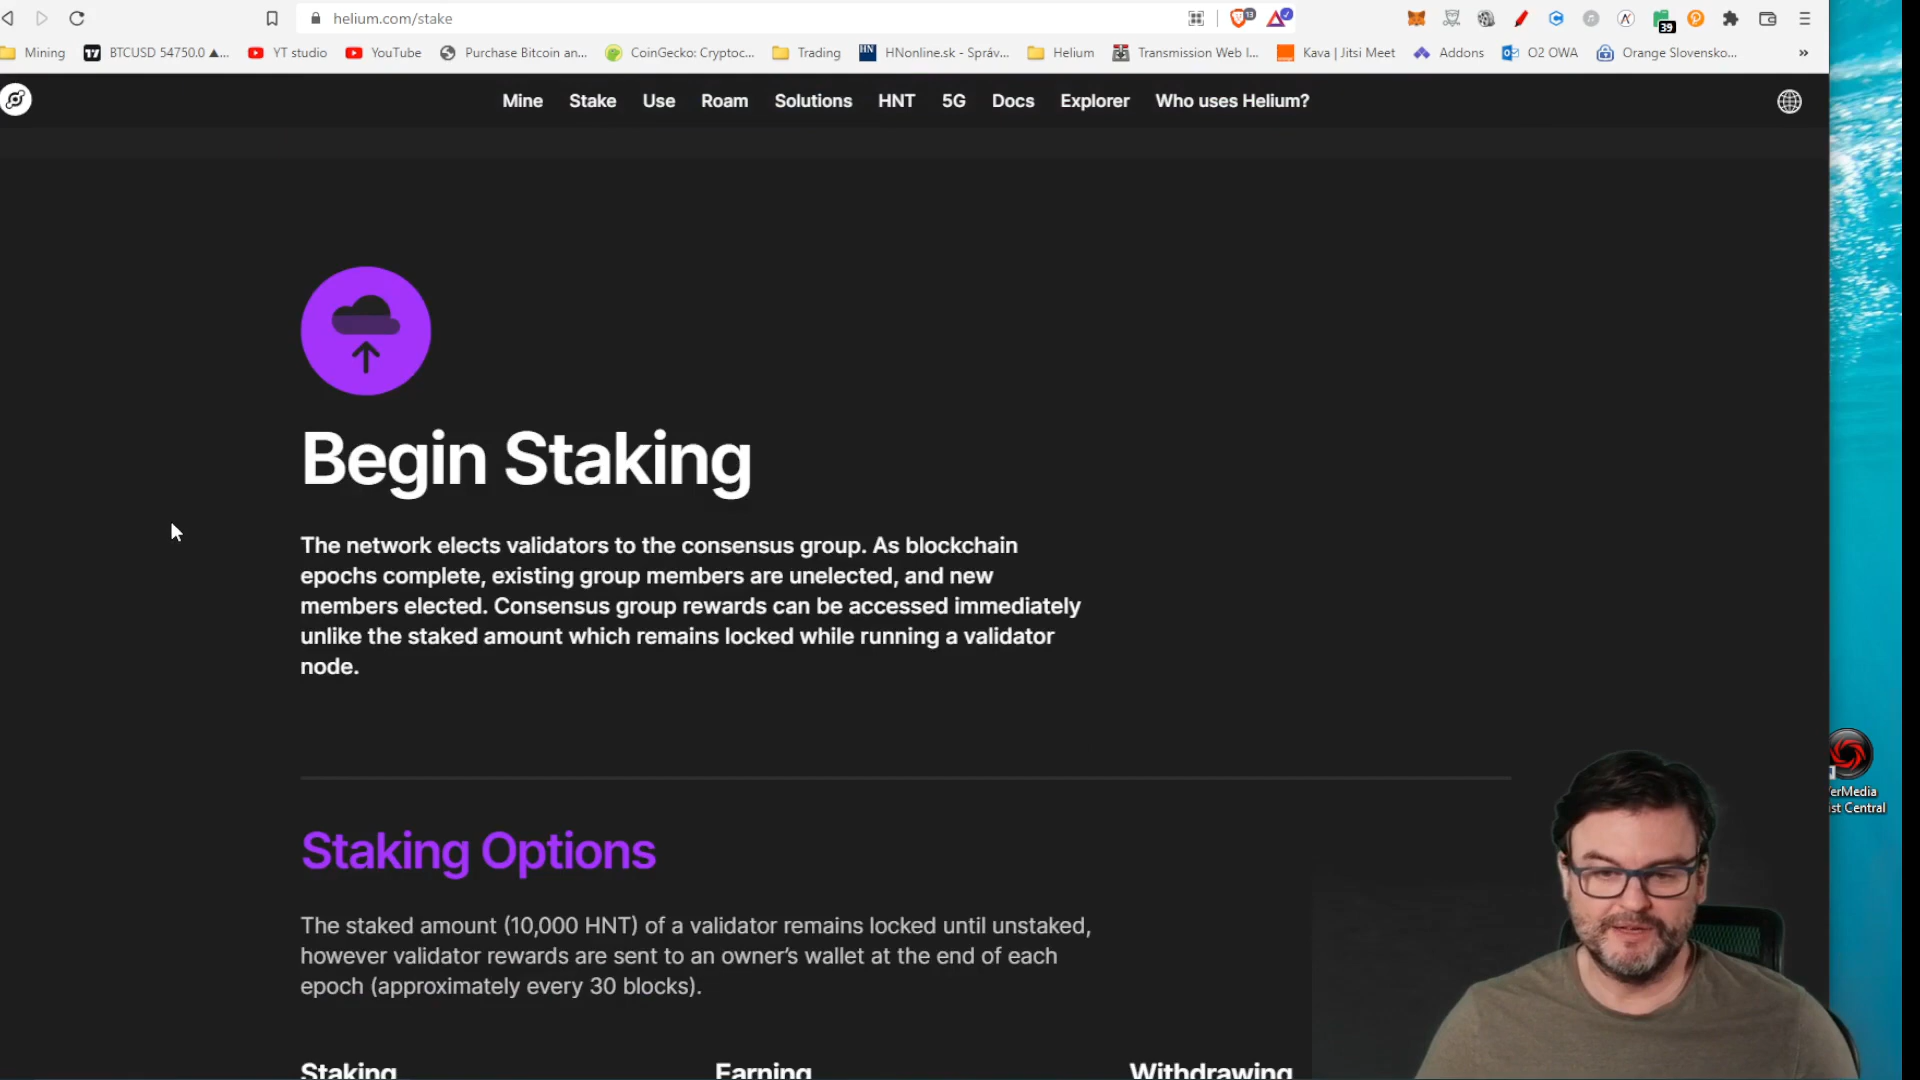 helium.com/stake
13
39
Mining
BTCUSD 54750.0 ▲...
YT studio
YouTube
Purchase Bitcoin an...
CoinGecko: Cryptoc...
Trading
HN
HNonline.sk - Správ...
Helium
Transmission Web I...
Kava | Jitsi Meet
Addons
O2 OWA
Orange Slovensko...
»
Mine
Stake
Use
Roam
Solutions
HNT
5G
Docs
Explorer
Who uses Helium?
Begin Staking
The network elects validators to the consensus group. As blockchain
epochs complete, existing group members are unelected, and new
members elected. Consensus group rewards can be accessed immediately
unlike the staked amount which remains locked while running a validator
node.
Staking Options
The staked amount (10,000 HNT) of a validator remains locked until unstaked,
however validator rewards are sent to an owner’s wallet at the end of each
epoch (approximately every 30 blocks).
Staking
Earning
Withdrawing
erMedia
ist Central